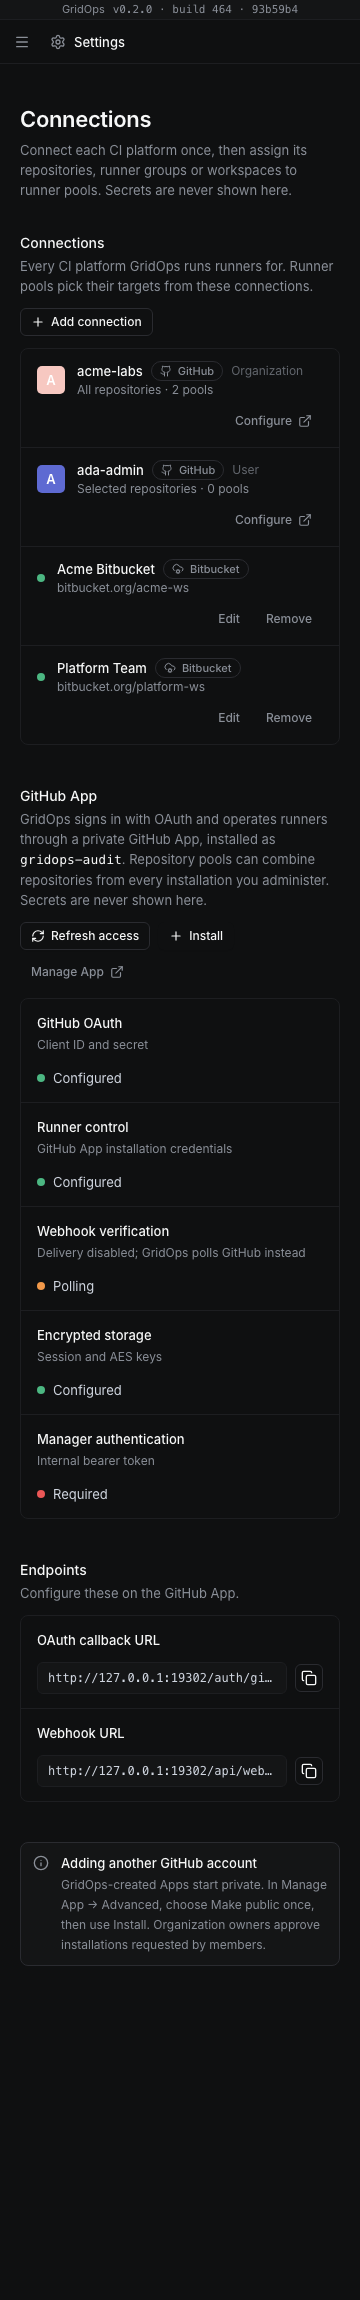 GridOps v0.2.0 · build 464 · 93b59b4
Settings
Connections
Connect each CI platform once, then assign its
repositories, runner groups or workspaces to
runner pools. Secrets are never shown here.
Connections
Every CI platform GridOps runs runners for. Runner
pools pick their targets from these connections.
Add connection
A acme-labs GitHub Organization
All repositories · 2 pools
Configure
A ada-admin GitHub User
Selected repositories · 0 pools
Configure
Acme Bitbucket Bitbucket
bitbucket.org/acme-ws
Edit Remove
Platform Team Bitbucket
bitbucket.org/platform-ws
Edit Remove
GitHub App
GridOps signs in with OAuth and operates runners
through a private GitHub App, installed as
gridops-audit. Repository pools can combine
repositories from every installation you administer.
Secrets are never shown here.
Refresh access Install
Manage App
GitHub OAuth
Client ID and secret
Configured
Runner control
GitHub App installation credentials
Configured
Webhook verification
Delivery disabled; GridOps polls GitHub instead
Polling
Encrypted storage
Session and AES keys
Configured
Manager authentication
Internal bearer token
Required
Endpoints
Configure these on the GitHub App.
OAuth callback URL
http://127.0.0.1:19302/auth/gi…
Webhook URL
http://127.0.0.1:19302/api/web…
Adding another GitHub account
GridOps-created Apps start private. In Manage
App → Advanced, choose Make public once,
then use Install. Organization owners approve
installations requested by members.